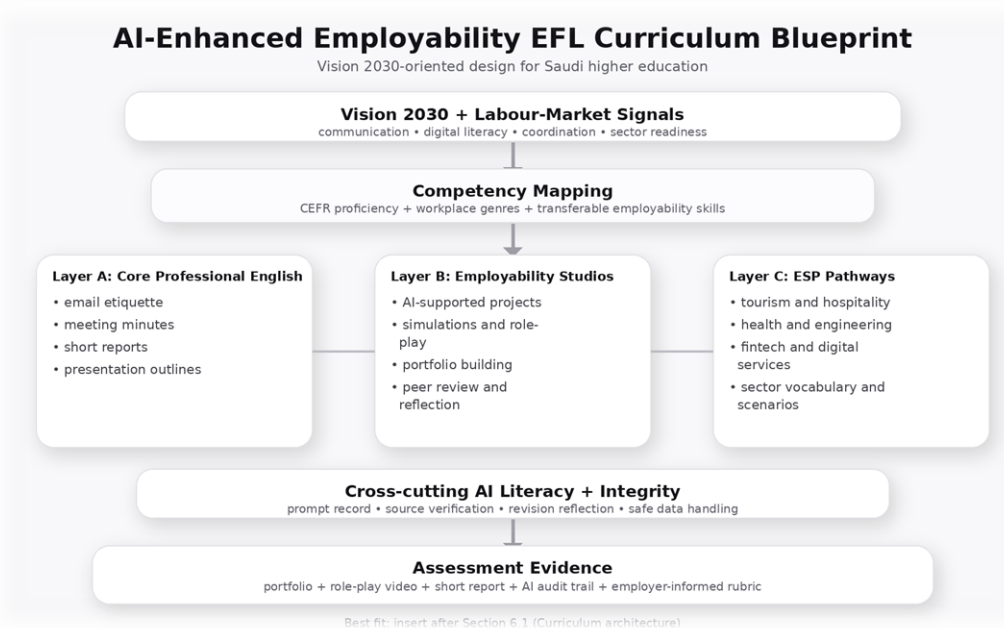 AI-Enhanced Employability EFL Curriculum Blueprint
Vision 2030-oriented design for Saudi higher education
Vision 2030 + Labour-Market Signals
communication • digital literacy • coordination • sector readiness
Competency Mapping
CEFR proficiency + workplace genres + transferable employability skills
Layer A: Core Professional English
• email etiquette
• meeting minutes
• short reports
• presentation outlines
Layer B: Employability Studios
• AI-supported projects
• simulations and role-
play
• portfolio building
• peer review and
reflection
Layer C: ESP Pathways
• tourism and hospitality
• health and engineering
• fintech and digital
services
• sector vocabulary and
scenarios
Cross-cutting AI Literacy + Integrity
prompt record • source verification • revision reflection • safe data handling
Assessment Evidence
portfolio + role-play video + short report + AI audit trail + employer-informed rubric
Best fit: insert after Section 6.1 (Curriculum architecture)